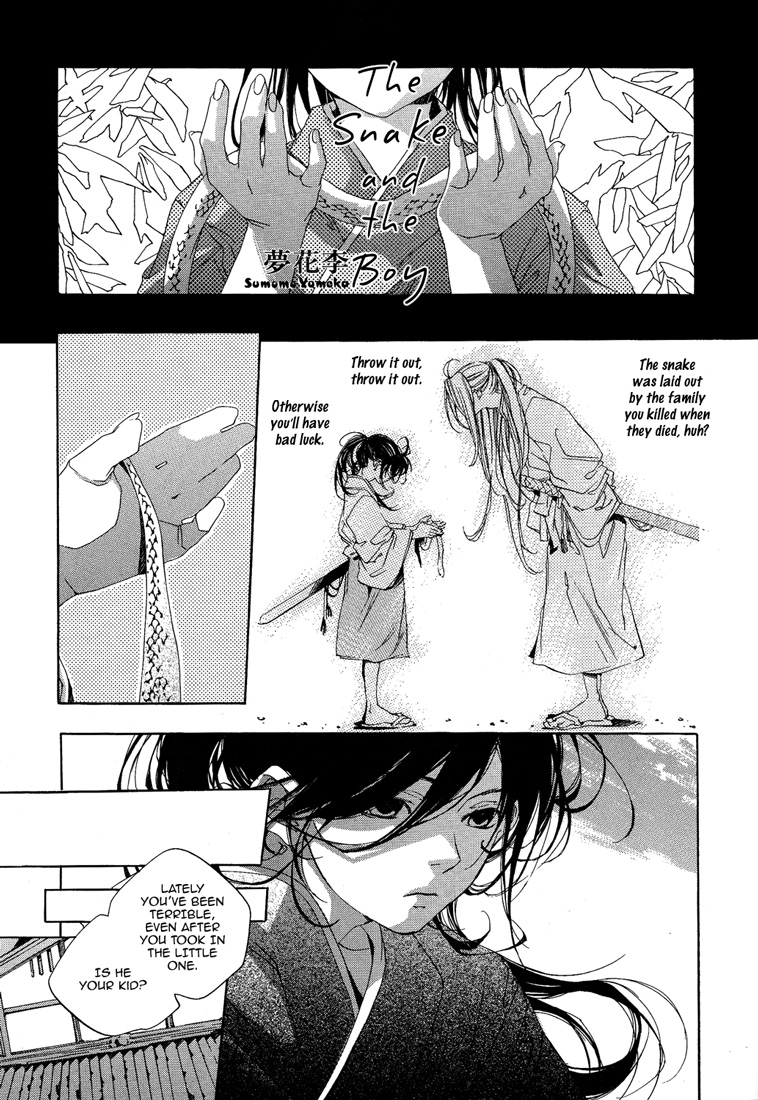 The
Snake
and
the
Boy
夢花李
Sumomo Yumeka
The snake
was laid out
by the family
you killed when
they died, huh?
Throw it out,
throw it out.
Otherwise
you'll have
bad luck.
LATELY
YOU'VE BEEN
TERRIBLE,
EVEN AFTER
YOU TOOK IN
THE LITTLE
ONE.
IS HE
YOUR KID?